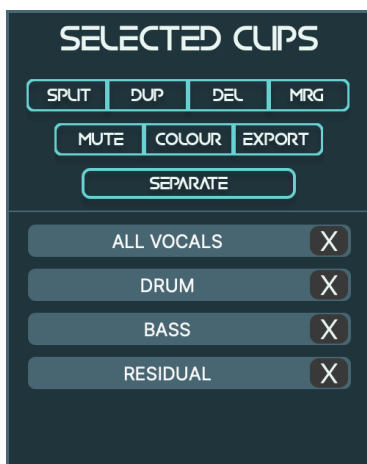 SELECTED CLIPS
SPLIT DUP DEL MRG
MUTE COLOUR EXPORT
SEPARATE
ALL VOCALS X
DRUM X
BASS X
RESIDUAL X